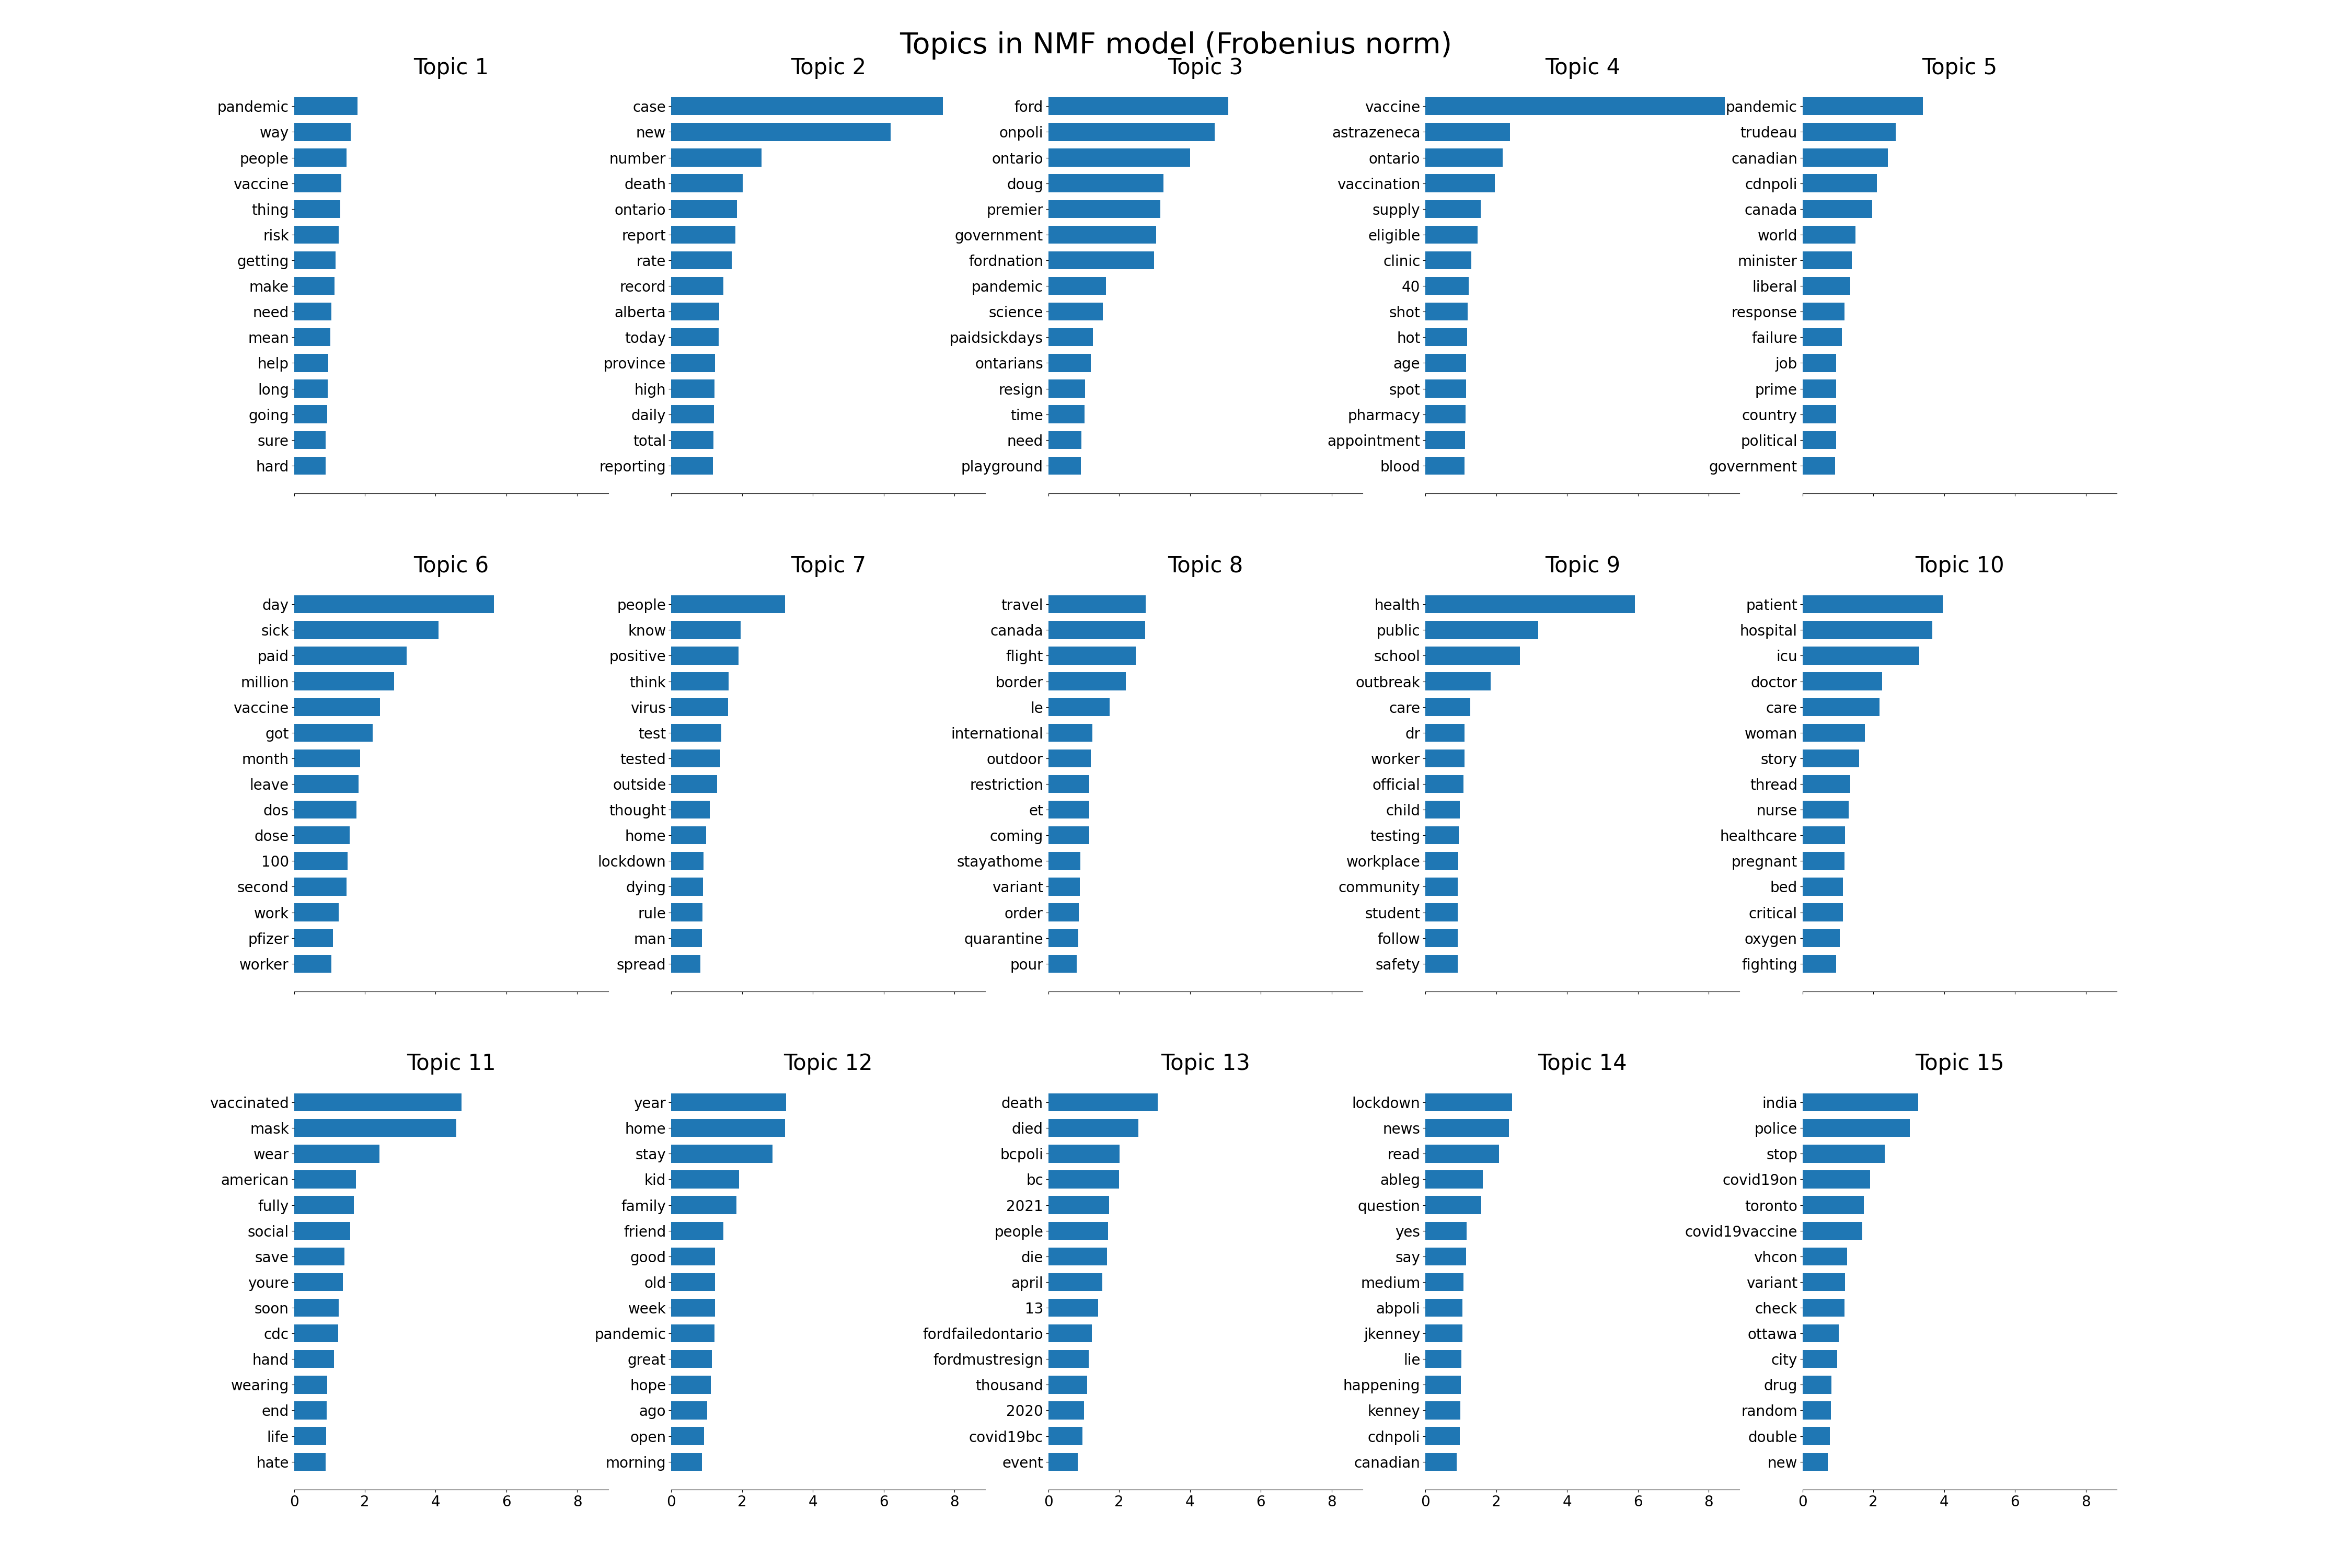 Topics in NMF model (Frobenius norm)
Topic 1
pandemic
way
people
vaccine
thing
risk
getting
make
need
mean
help
long
going
sure
hard
Topic 2
case
new
number
death
ontario
report
rate
record
alberta
today
province
high
daily
total
reporting
Topic 3
ford
onpoli
ontario
doug
premier
government
fordnation
pandemic
science
paidsickdays
ontarians
resign
time
need
playground
Topic 4
vaccine
astrazeneca
ontario
vaccination
supply
eligible
clinic
40
shot
hot
age
spot
pharmacy
appointment
blood
Topic 5
pandemic
trudeau
canadian
cdnpoli
canada
world
minister
liberal
response
failure
job
prime
country
political
government
Topic 6
day
sick
paid
million
vaccine
got
month
leave
dos
dose
100
second
work
pfizer
worker
Topic 7
people
know
positive
think
virus
test
tested
outside
thought
home
lockdown
dying
rule
man
spread
Topic 8
travel
canada
flight
border
le
international
outdoor
restriction
et
coming
stayathome
variant
order
quarantine
pour
Topic 9
health
public
school
outbreak
care
dr
worker
official
child
testing
workplace
community
student
follow
safety
Topic 10
patient
hospital
icu
doctor
care
woman
story
thread
nurse
healthcare
pregnant
bed
critical
oxygen
fighting
Topic 11
vaccinated
mask
wear
american
fully
social
save
youre
soon
cdc
hand
wearing
end
life
hate
0 2 4 6 8
Topic 12
year
home
stay
kid
family
friend
good
old
week
pandemic
great
hope
ago
open
morning
0 2 4 6 8
Topic 13
death
died
bcpoli
bc
2021
people
die
april
13
fordfailedontario
fordmustresign
thousand
2020
covid19bc
event
0 2 4 6 8
Topic 14
lockdown
news
read
ableg
question
yes
say
medium
abpoli
jkenney
lie
happening
kenney
cdnpoli
canadian
0 2 4 6 8
Topic 15
india
police
stop
covid19on
toronto
covid19vaccine
vhcon
variant
check
ottawa
city
drug
random
double
new
0 2 4 6 8